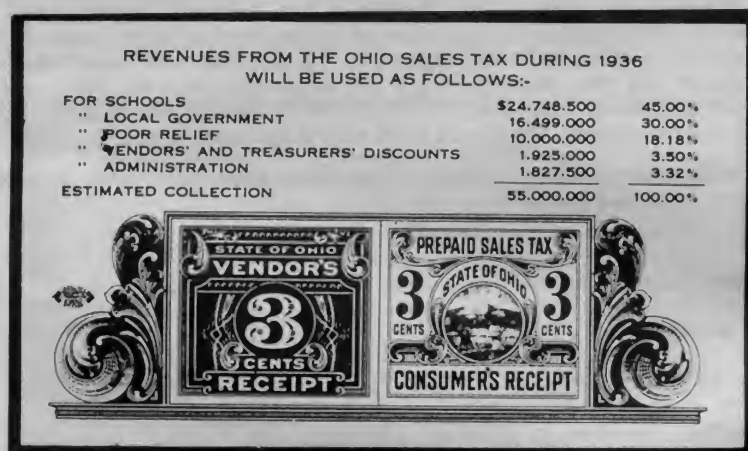 REVENUES FROM THE OHIO SALES TAX DURING 1936
WILL BE USED AS FOLLOWS:-
FOR SCHOOLS $24.748.500 45.00%
" LOCAL GOVERNMENT 16.499.000 30.00%
" POOR RELIEF 10.000.000 18.18%
" VENDORS' AND TREASURERS' DISCOUNTS 1.925.000 3.50%
" ADMINISTRATION 1.827.500 3.32%
ESTIMATED COLLECTION 55.000.000 100.00%
STATE OF OHIO
VENDOR'S
3
CENTS
RECEIPT
PREPAID SALES TAX
STATE OF OHIO
3 3
CENTS CENTS
CONSUMER'S RECEIPT